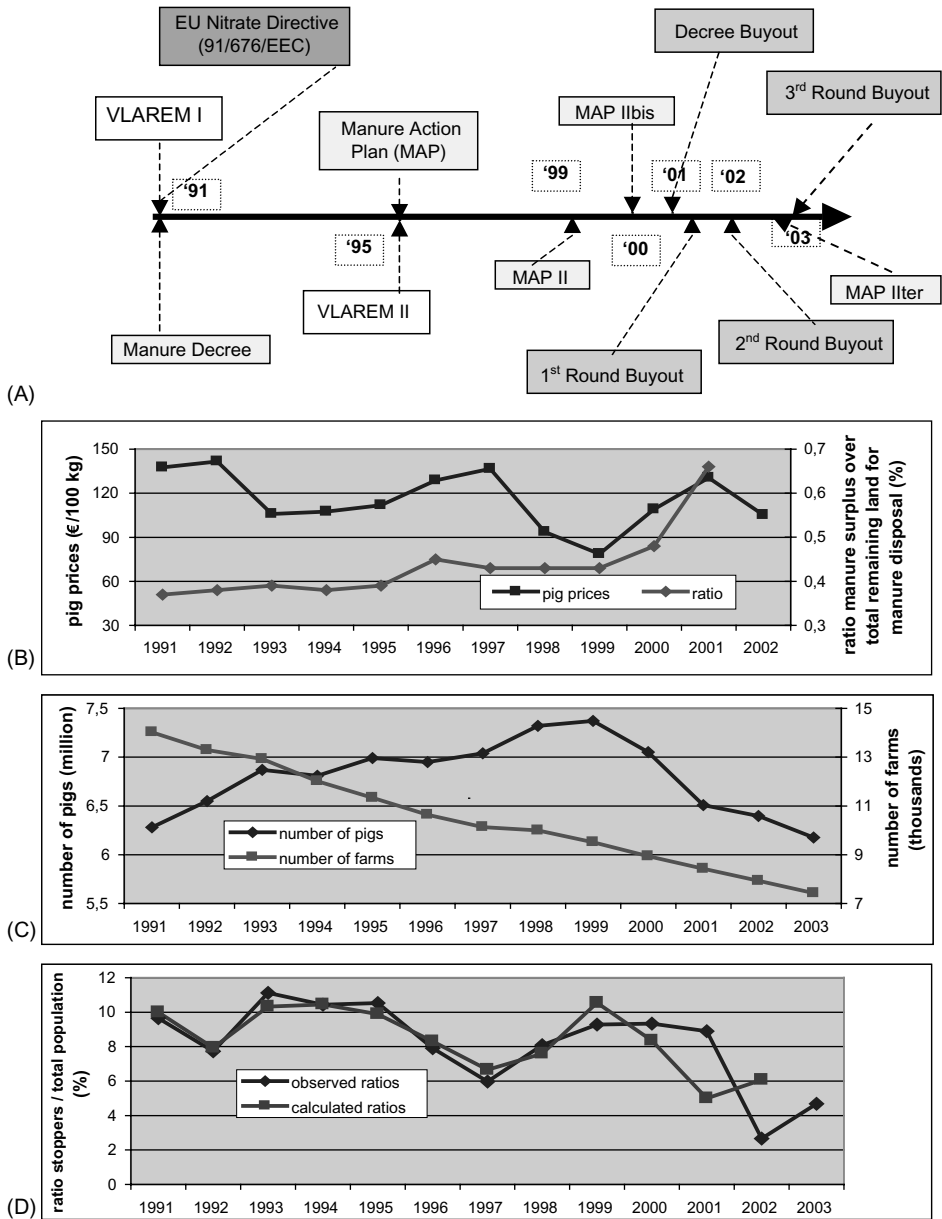 EU Nitrate Directive
(91/676/EEC)
Decree Buyout
VLAREM I
Manure Action
Plan (MAP)
MAP IIbis
3rd Round Buyout
‘91
‘99
‘01
‘02
‘95
‘00
‘03
MAP II
MAP IIter
VLAREM II
Manure Decree
1st Round Buyout
2nd Round Buyout
(A)
pig prices (€/100 kg)
150
120
90
60
30
0,7
0,6
0,5
0,4
0,3
ratio manure surplus over
total remaining land for
manure disposal (%)
pig prices
ratio
1991 1992 1993 1994 1995 1996 1997 1998 1999 2000 2001 2002
(B)
number of pigs (million)
7,5
7
6,5
6
5,5
15
13
11
9
7
number of farms
(thousands)
number of pigs
number of farms
1991 1992 1993 1994 1995 1996 1997 1998 1999 2000 2001 2002 2003
(C)
ratio stoppers / total population
(%)
12
10
8
6
4
2
0
observed ratios
calculated ratios
1991 1992 1993 1994 1995 1996 1997 1998 1999 2000 2001 2002 2003
(D)